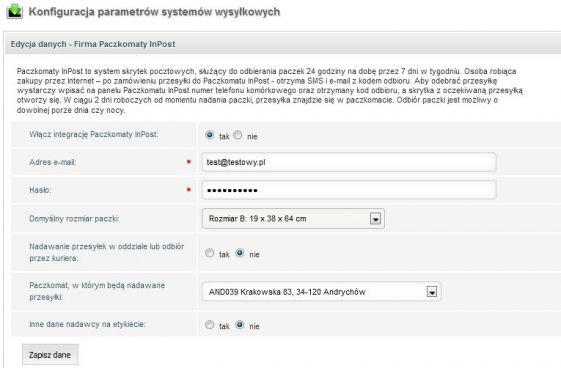 Konfiguracja parametrów systemów wysyłkowych
Edycja danych - Firma Paczkomaty InPost
Paczkomaty InPost to system skrytek pocztowych, służący do odbierania paczek 24 godziny na dobę przez 7 dni w tygodniu. Osoba robiąca
zakupy przez Internet – po zamówieniu przesyłki do Paczkomatu InPost - otrzyma SMS i e-mail z kodem odbioru. Aby odebrać przesyłkę
wystarczy wpisać na panelu Paczkomatu InPost numer telefonu komórkowego oraz otrzymany kod odbioru, a skrytka z oczekiwaną przesyłką
otworzy się. W ciągu 2 dni roboczych od momentu nadania paczki, przesyłka znajdzie się w paczkomacie. Odbiór paczki jest możliwy o
dowolnej porze dnia czy nocy.
Włącz integrację Paczkomaty InPost: tak nie
Adres e-mail: * test@testowy.pl
Hasło: * ••••••••••
Domyślny rozmiar paczki: Rozmiar B: 19 x 38 x 64 cm
Nadawanie przesyłek w oddziale lub odbiór
przez kuriera: tak nie
Paczkomat, w którym będą nadawane
przesyłki: AND039 Krakowska 83, 34-120 Andrychów
Inne dane nadawcy na etykiecie: tak nie
Zapisz dane